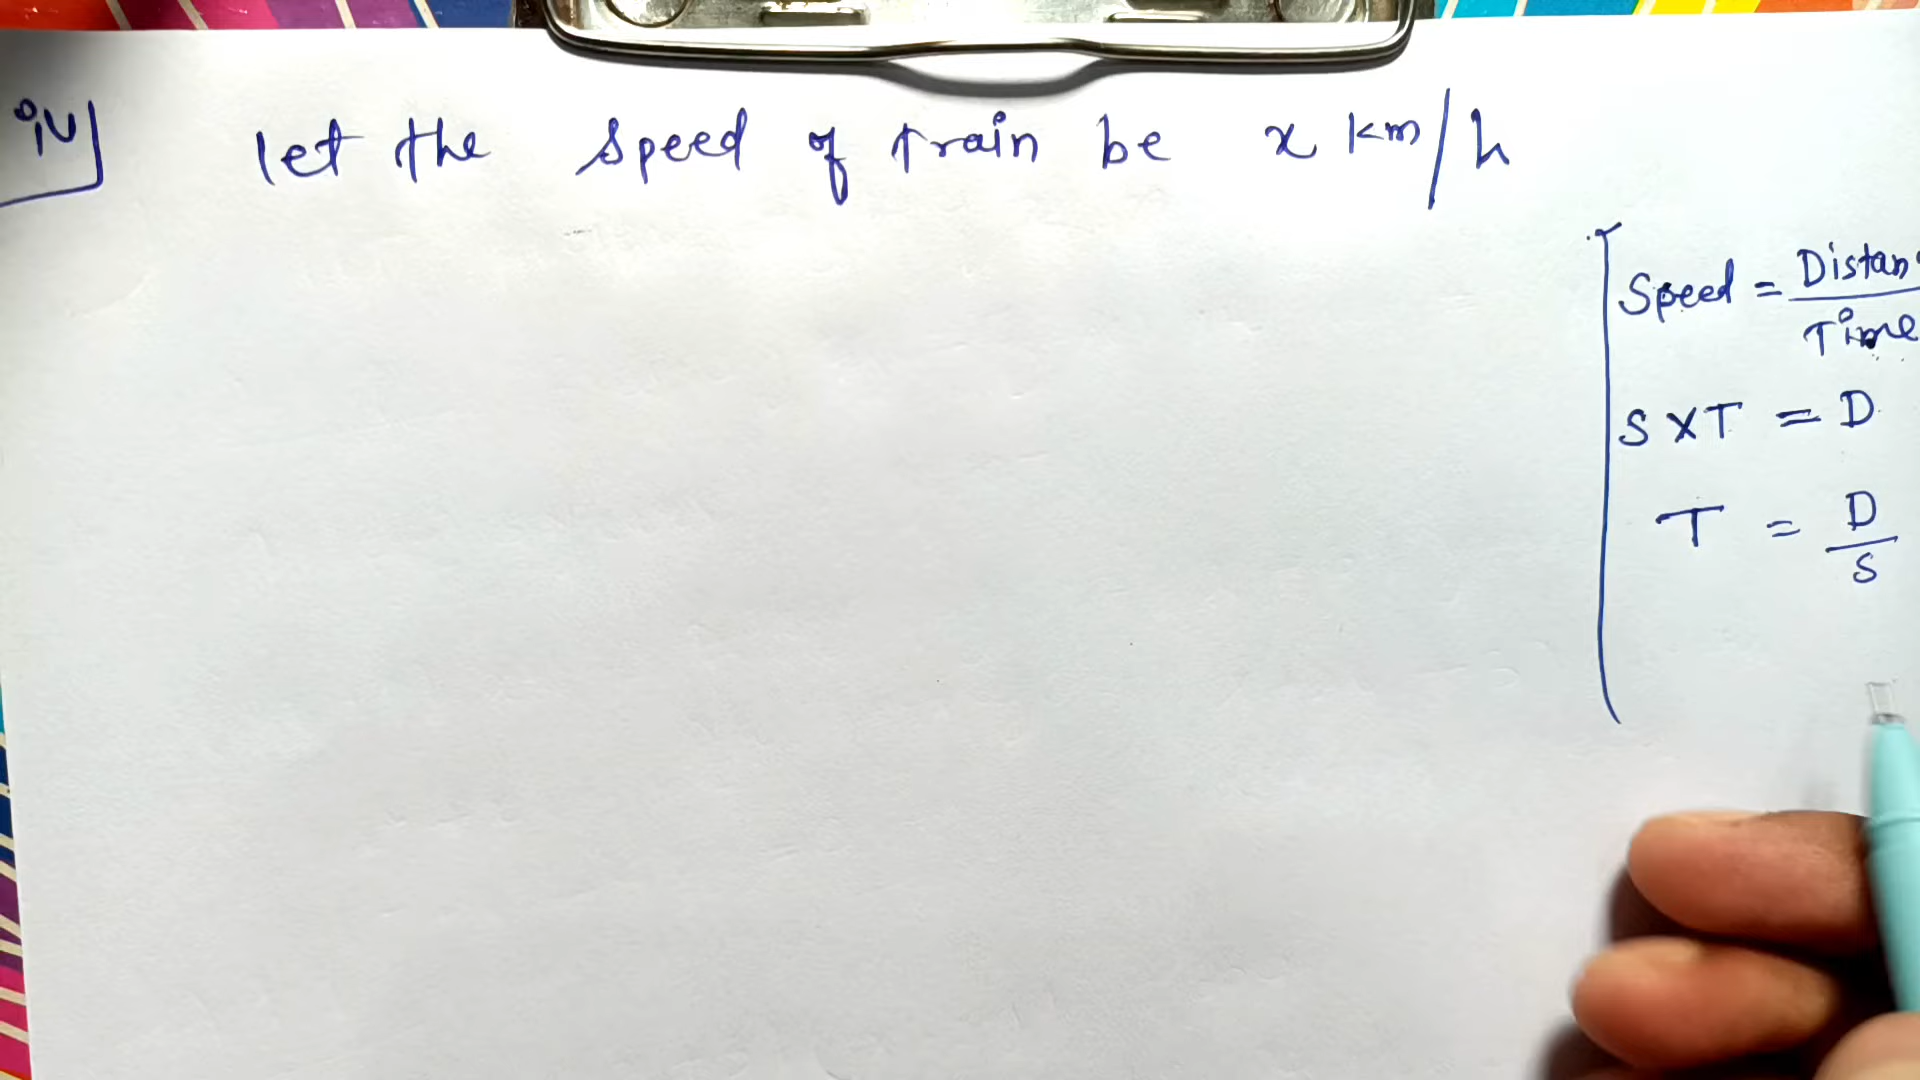 iv]
let the speed of train be x km/h
Speed = Distan
Time
S X T = D
T = D
S